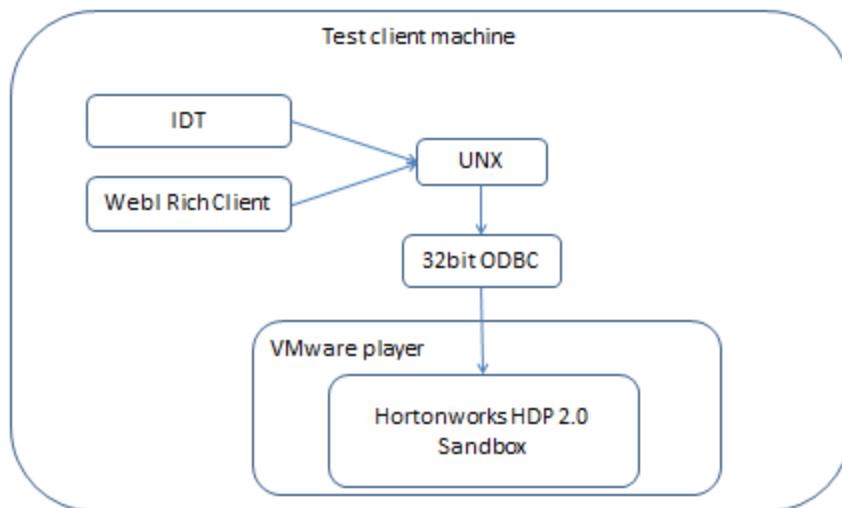 Test client machine
IDT
UNX
WebI Rich Client
32bit ODBC
VMware player
Hortonworks HDP 2.0
Sandbox